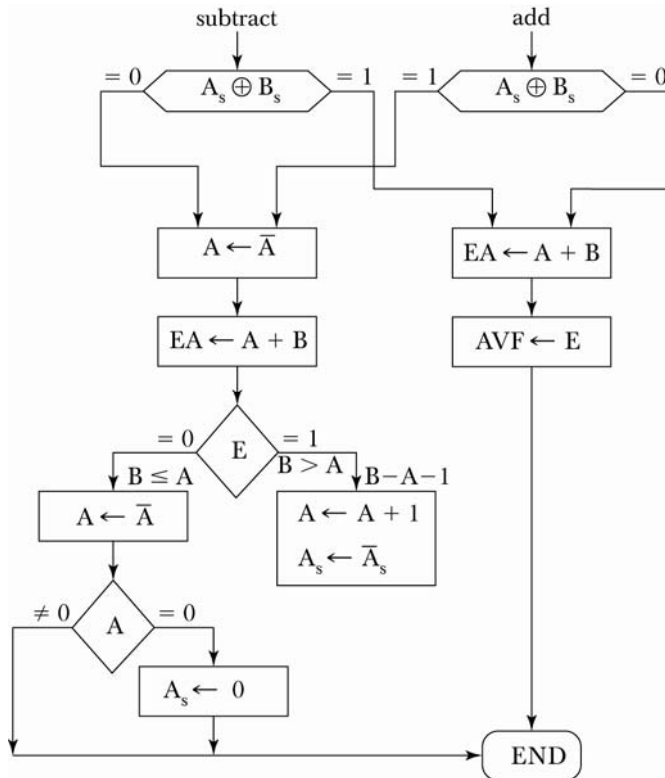 subtract add
= 0 A_s ⊕ B_s = 1 = 1 A_s ⊕ B_s = 0
A ← A̅ EA ← A + B
EA ← A + B AVF ← E
= 0 E = 1
B ≤ A B > A B−A−1
A ← A̅ A ← A + 1
A_s ← A̅_s
≠ 0 A = 0
A_s ← 0
END